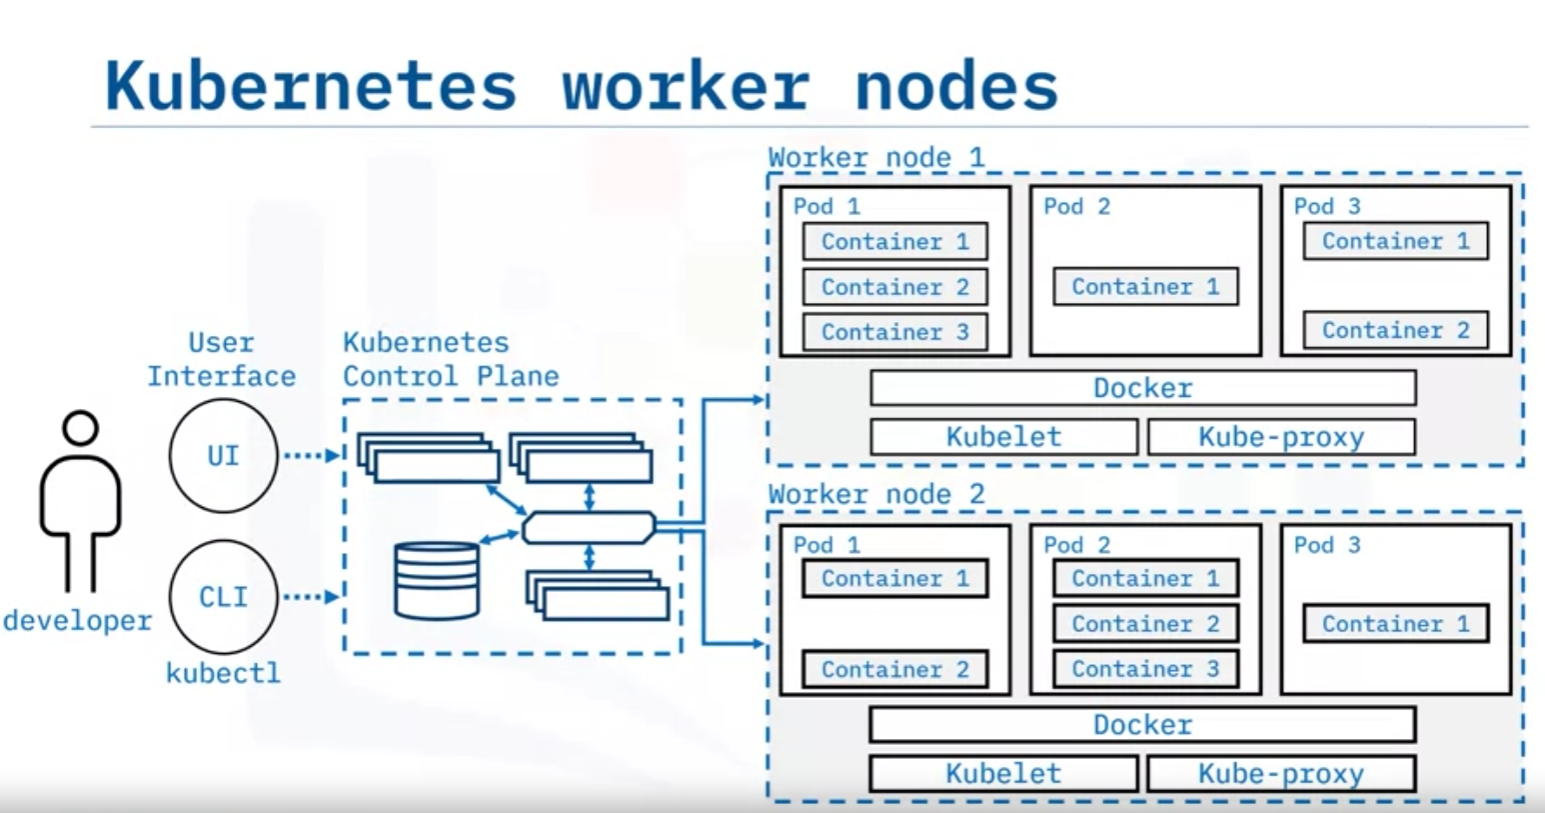 Kubernetes worker nodes
User
Interface
UI
CLI
kubectl
developer
Kubernetes
Control Plane
Worker node 1
Pod 1
Container 1
Container 2
Container 3
Pod 2
Container 1
Pod 3
Container 1
Container 2
Docker
Kubelet
Kube-proxy
Worker node 2
Pod 1
Container 1
Container 2
Pod 2
Container 1
Container 2
Container 3
Pod 3
Container 1
Docker
Kubelet
Kube-proxy